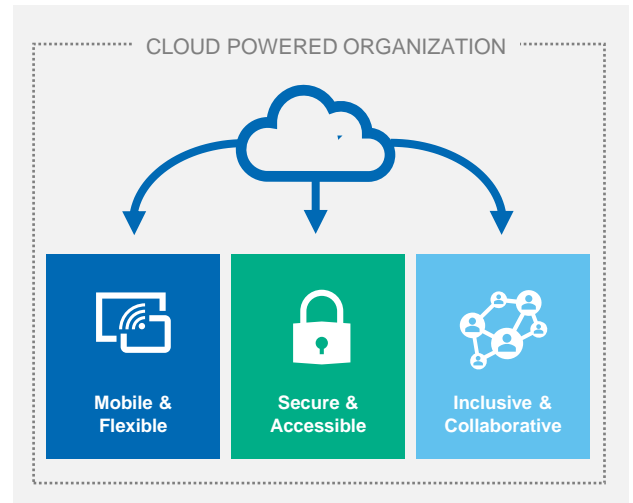 CLOUD POWERED ORGANIZATION
Mobile &
Flexible
Secure &
Accessible
Inclusive &
Collaborative